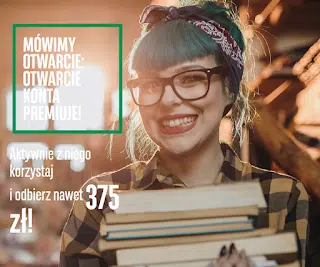 MÓWIMY
OTWARCIE:
OTWARCIE
KONTA
PREMIUJE!
Aktywnie z niego
korzystaj
i odbierz nawet 375
zł!